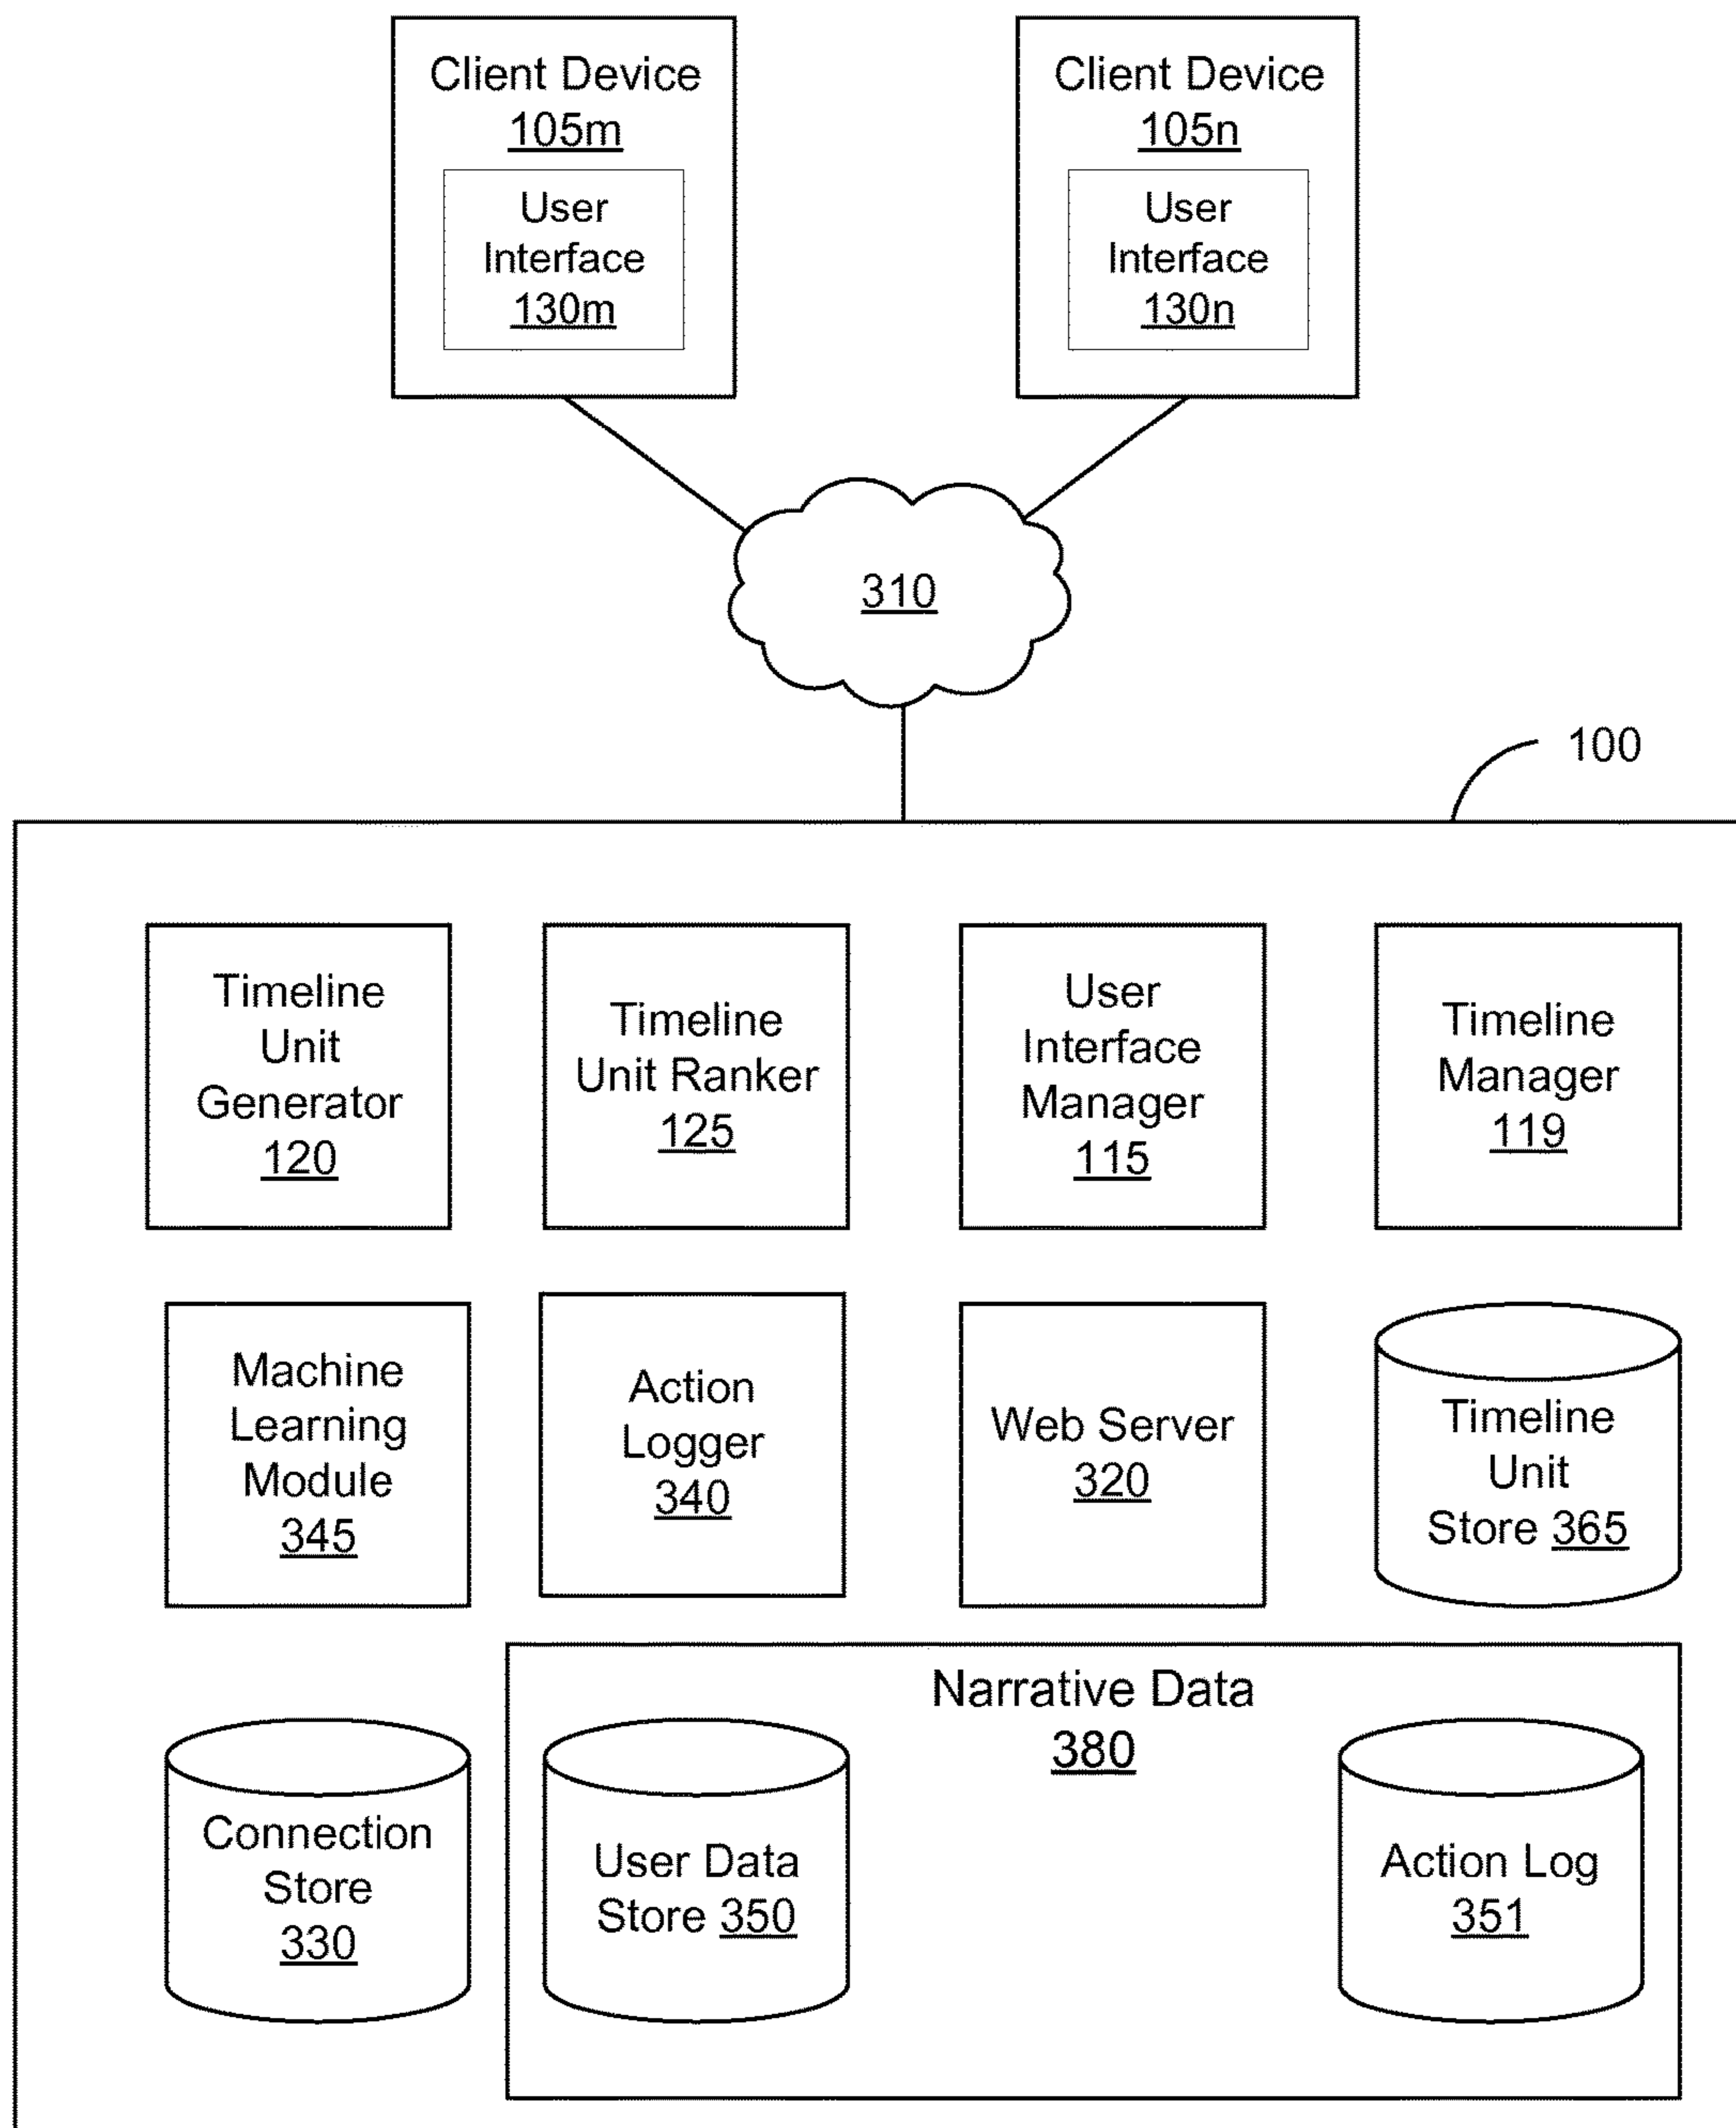 Client Device
105m
User
Interface
130m
Client Device
105n
User
Interface
130n
310
100
Timeline
Unit
Generator
120
Timeline
Unit Ranker
125
User
Interface
Manager
115
Timeline
Manager
119
Machine
Learning
Module
345
Action
Logger
340
Web Server
320
Timeline
Unit
Store 365
Narrative Data
380
Connection
Store
330
User Data
Store 350
Action Log
351